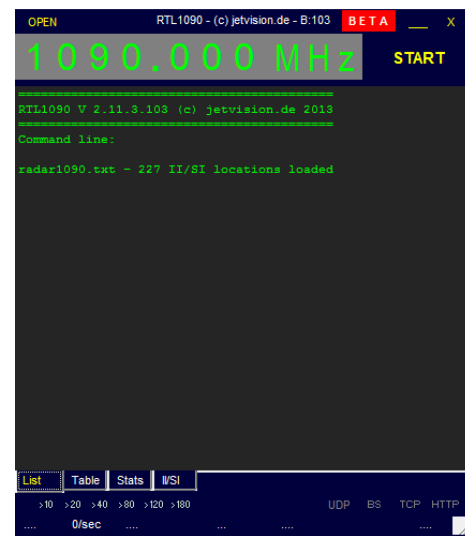 OPEN RTL1090 - (c) jetvision.de - B:103 BETA __ X
1090.000 MHz START
==========================================
RTL1090 V 2.11.3.103 (c) jetvision.de 2013
==========================================
Command line:
radar1090.txt - 227 II/SI locations loaded
List Table Stats II/SI
>10 >20 >40 >80 >120 >180 UDP BS TCP HTTP
.... 0/sec .... ... .... ....